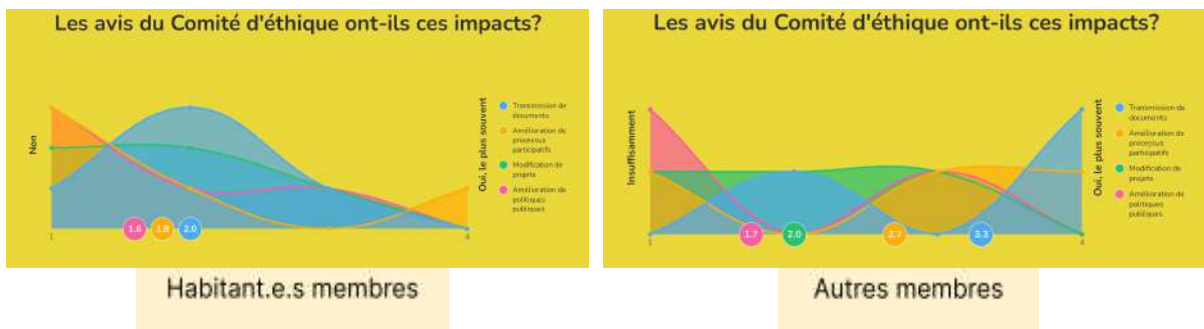 Les avis du Comité d'éthique ont-ils ces impacts?
Non
Oui, le plus souvent
Transmission de
documents
Amélioration de
processus
participatifs
Modification de
projets
Amélioration de
politiques
publiques
1.6
1.8
2.0
1
4
Habitant.e.s membres
Les avis du Comité d'éthique ont-ils ces impacts?
Insuffisamment
Oui, le plus souvent
Transmission de
documents
Amélioration de
processus
participatifs
Modification de
projets
Amélioration de
politiques
publiques
1.7
2.0
2.7
3.3
1
4
Autres membres